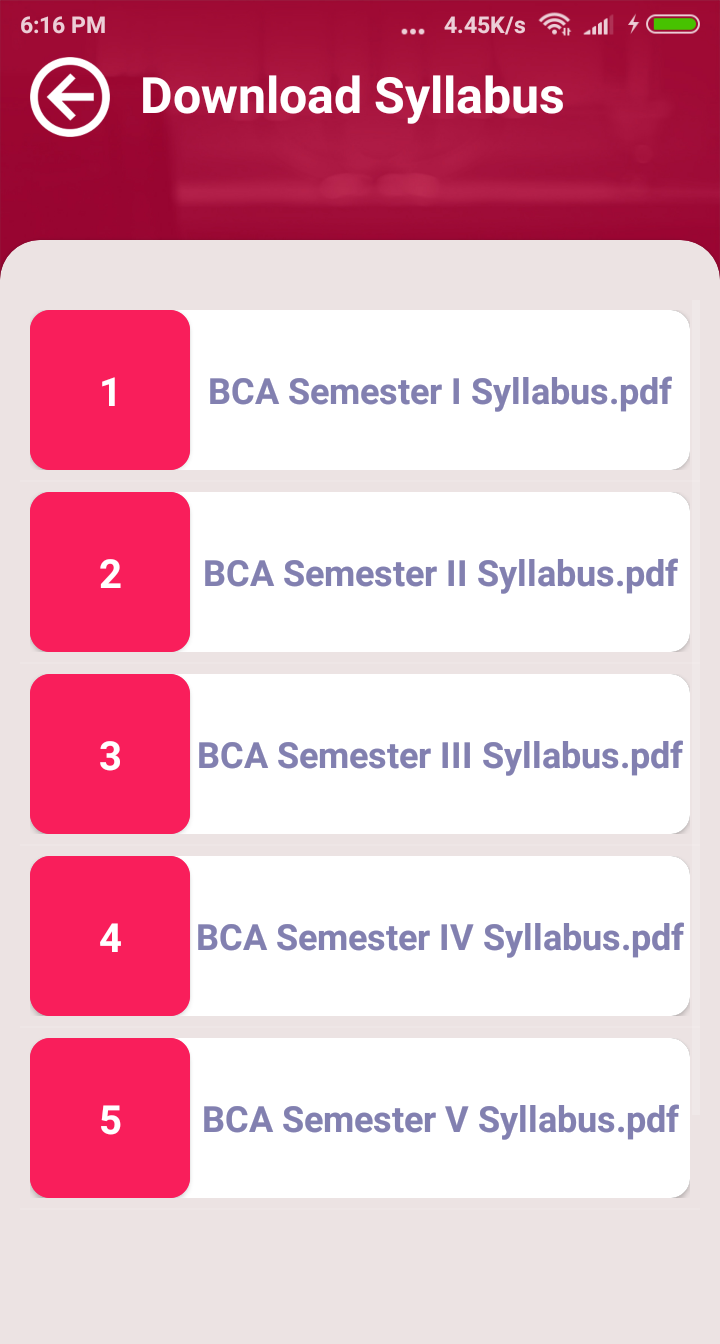 6:16 PM ... 4.45K/s
Download Syllabus
1 BCA Semester I Syllabus.pdf
2 BCA Semester II Syllabus.pdf
3 BCA Semester III Syllabus.pdf
4 BCA Semester IV Syllabus.pdf
5 BCA Semester V Syllabus.pdf